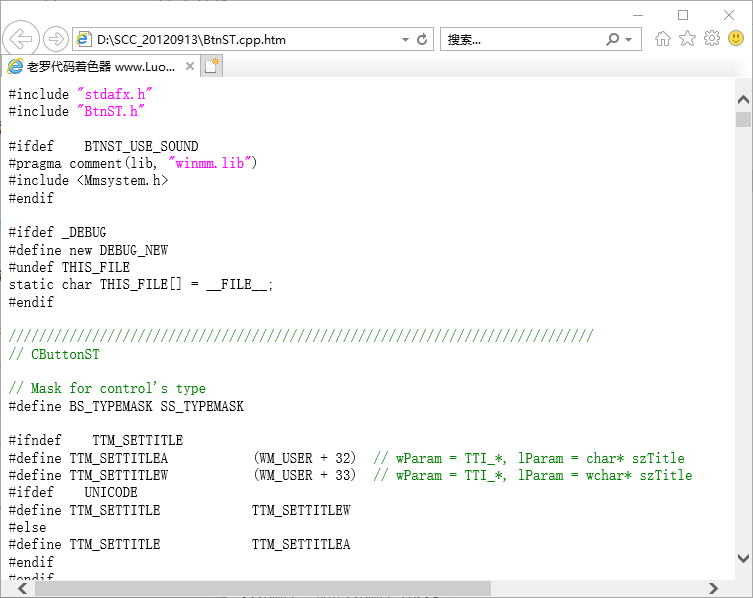 D:\SCC_20120913\BtnST.cpp.htm
搜索...
老罗代码着色器 www.Luo...
#include "stdafx.h"
#include "BtnST.h"
#ifdef    BTNST_USE_SOUND
#pragma comment(lib, "winmm.lib")
#include <Mmsystem.h>
#endif
#ifdef _DEBUG
#define new DEBUG_NEW
#undef THIS_FILE
static char THIS_FILE[] = __FILE__;
#endif
/////////////////////////////////////////////////////////////////////////////
// CButtonST
// Mask for control's type
#define BS_TYPEMASK SS_TYPEMASK
#ifndef    TTM_SETTITLE
#define TTM_SETTITLEA           (WM_USER + 32)  // wParam = TTI_*, lParam = char* szTitle
#define TTM_SETTITLEW           (WM_USER + 33)  // wParam = TTI_*, lParam = wchar* szTitle
#ifdef    UNICODE
#define TTM_SETTITLE            TTM_SETTITLEW
#else
#define TTM_SETTITLE            TTM_SETTITLEA
#endif
#endif